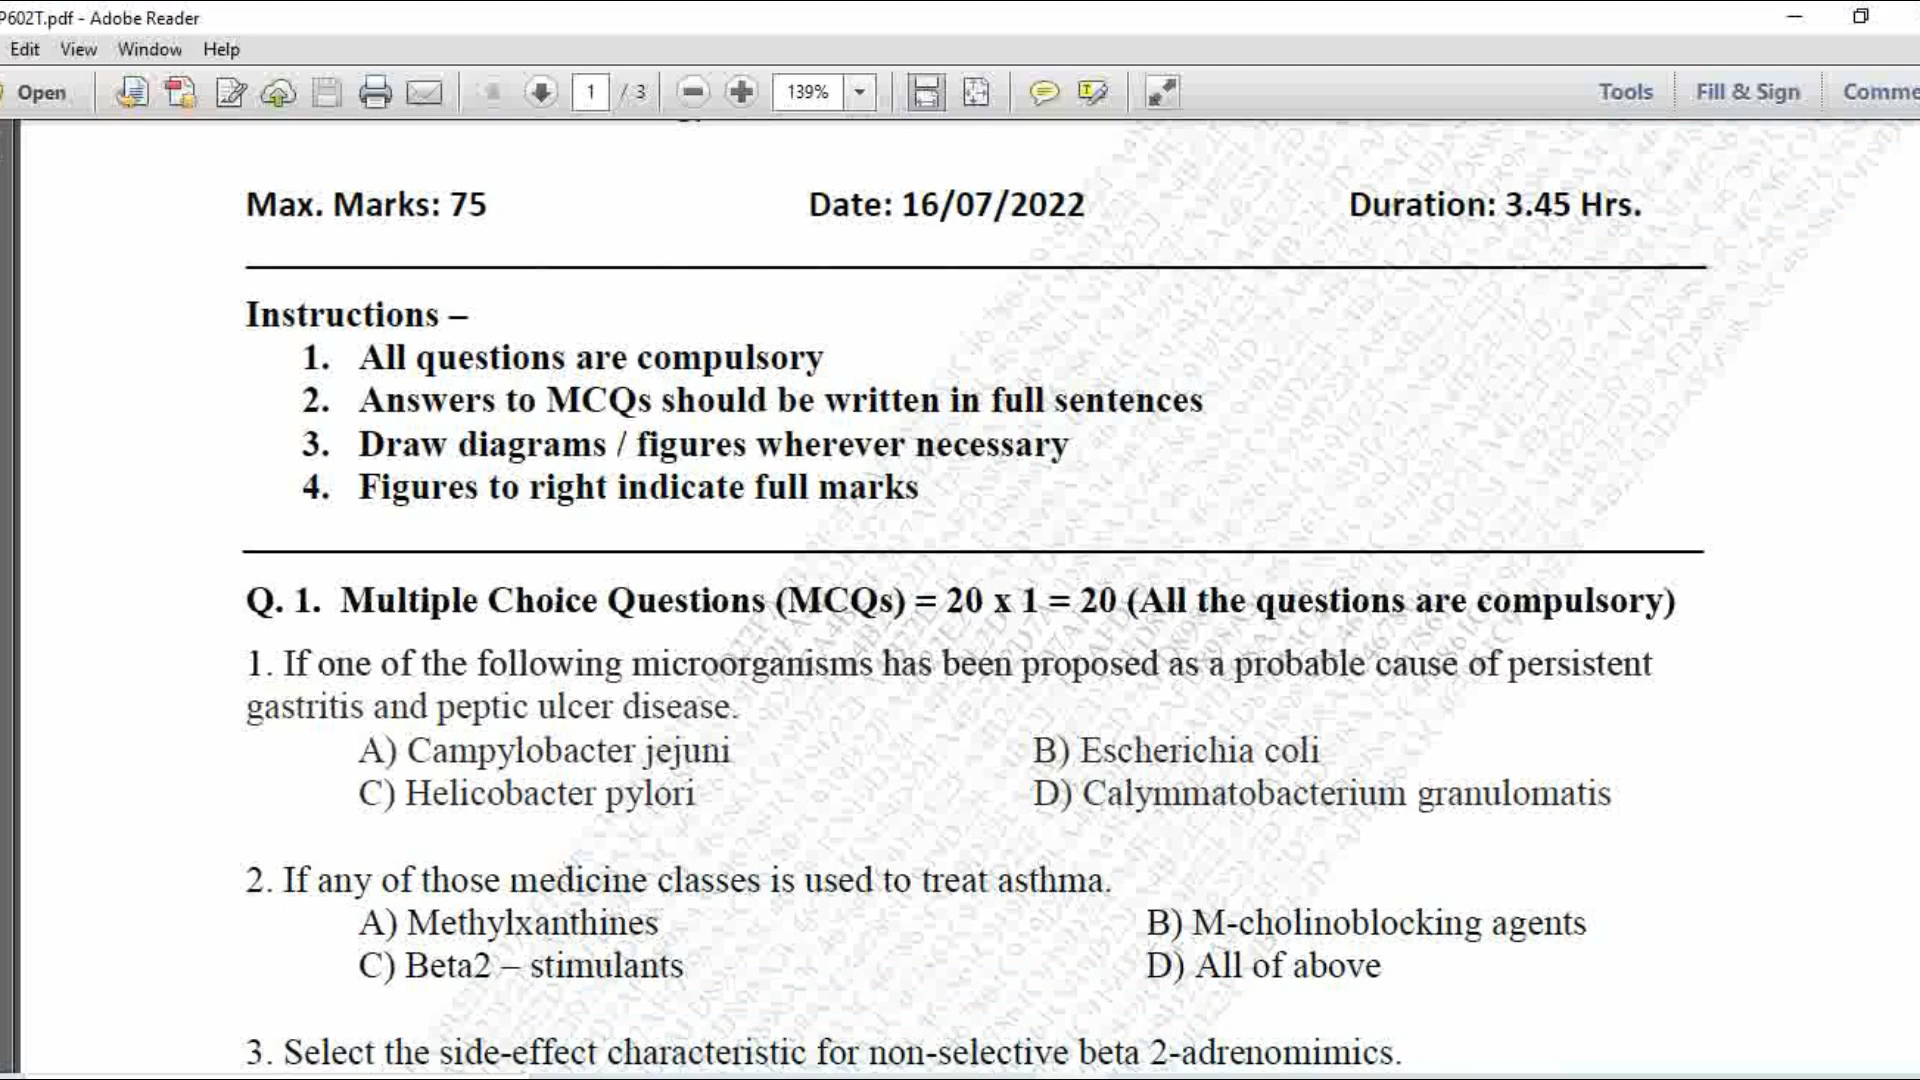 P602T.pdf - Adobe Reader
Edit View Window Help
Open 1 / 3 139% Tools Fill & Sign Comme
Max. Marks: 75 Date: 16/07/2022 Duration: 3.45 Hrs.
Instructions –
1. All questions are compulsory
2. Answers to MCQs should be written in full sentences
3. Draw diagrams / figures wherever necessary
4. Figures to right indicate full marks
Q. 1. Multiple Choice Questions (MCQs) = 20 x 1 = 20 (All the questions are compulsory)
1. If one of the following microorganisms has been proposed as a probable cause of persistent
gastritis and peptic ulcer disease.
A) Campylobacter jejuni B) Escherichia coli
C) Helicobacter pylori D) Calymmatobacterium granulomatis
2. If any of those medicine classes is used to treat asthma.
A) Methylxanthines B) M-cholinoblocking agents
C) Beta2 – stimulants D) All of above
3. Select the side-effect characteristic for non-selective beta 2-adrenomimics.